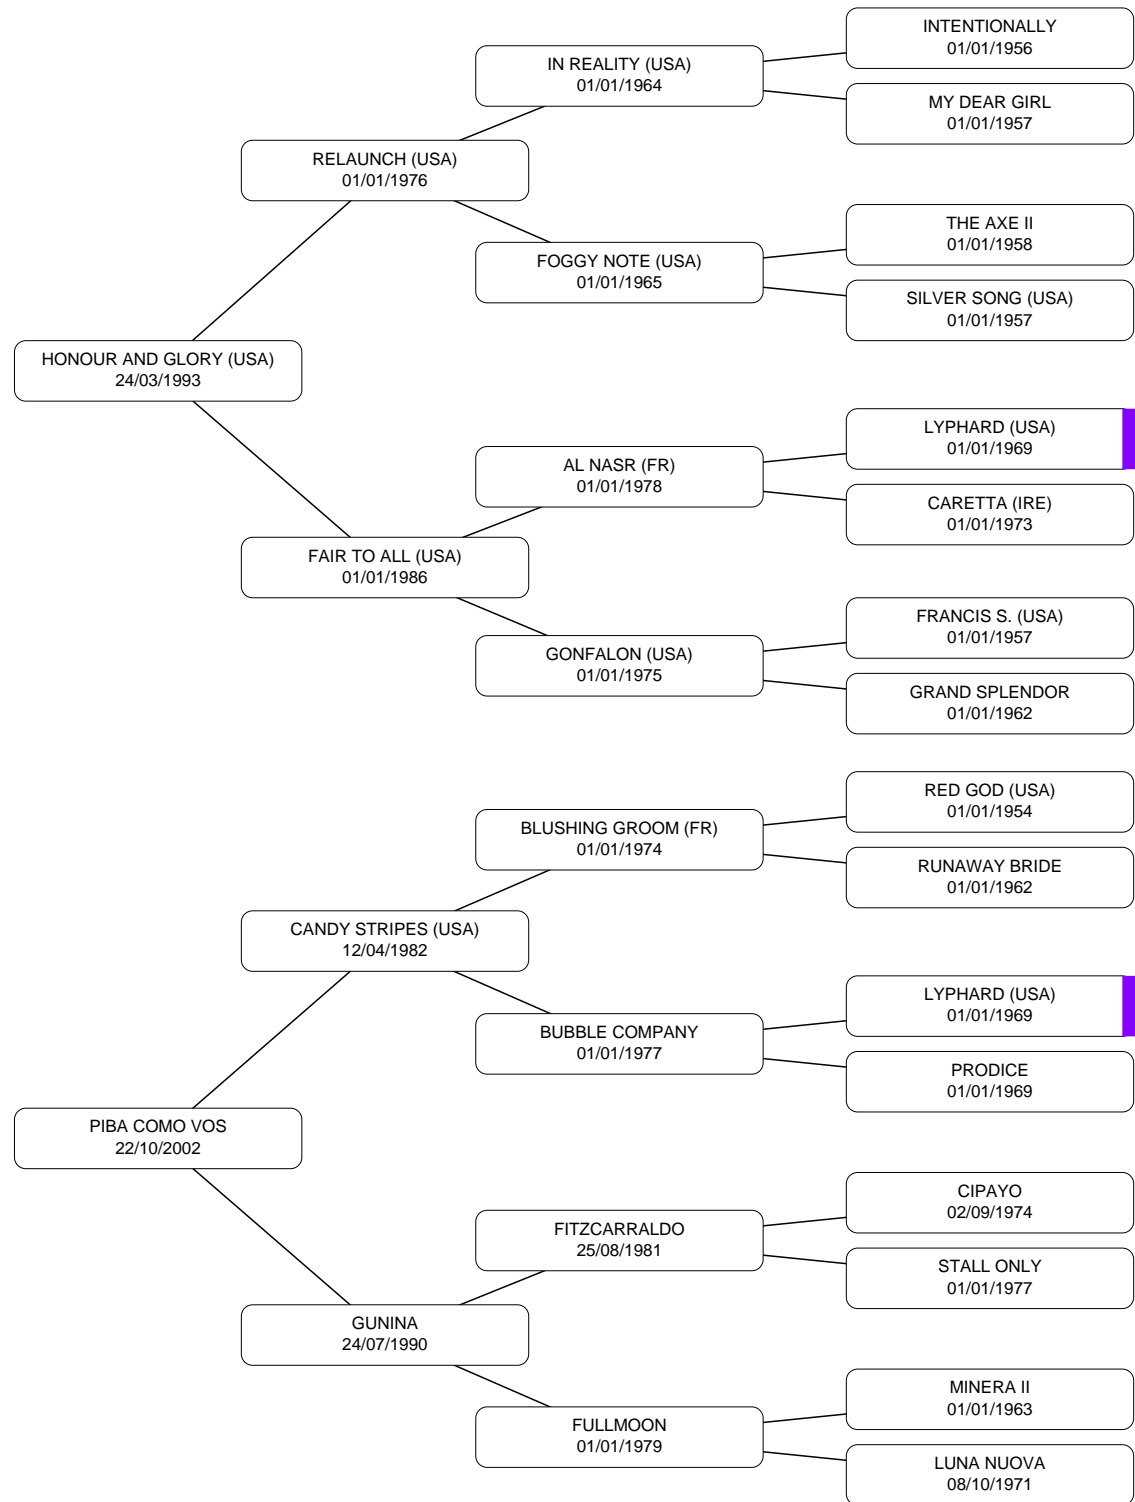 INTENTIONALLY
01/01/1956
IN REALITY (USA)
01/01/1964
MY DEAR GIRL
01/01/1957
RELAUNCH (USA)
01/01/1976
THE AXE II
01/01/1958
FOGGY NOTE (USA)
01/01/1965
SILVER SONG (USA)
01/01/1957
HONOUR AND GLORY (USA)
24/03/1993
LYPHARD (USA)
01/01/1969
AL NASR (FR)
01/01/1978
CARETTA (IRE)
01/01/1973
FAIR TO ALL (USA)
01/01/1986
FRANCIS S. (USA)
01/01/1957
GONFALON (USA)
01/01/1975
GRAND SPLENDOR
01/01/1962
RED GOD (USA)
01/01/1954
BLUSHING GROOM (FR)
01/01/1974
RUNAWAY BRIDE
01/01/1962
CANDY STRIPES (USA)
12/04/1982
LYPHARD (USA)
01/01/1969
BUBBLE COMPANY
01/01/1977
PRODICE
01/01/1969
PIBA COMO VOS
22/10/2002
CIPAYO
02/09/1974
FITZCARRALDO
25/08/1981
STALL ONLY
01/01/1977
GUNINA
24/07/1990
MINERA II
01/01/1963
FULLMOON
01/01/1979
LUNA NUOVA
08/10/1971